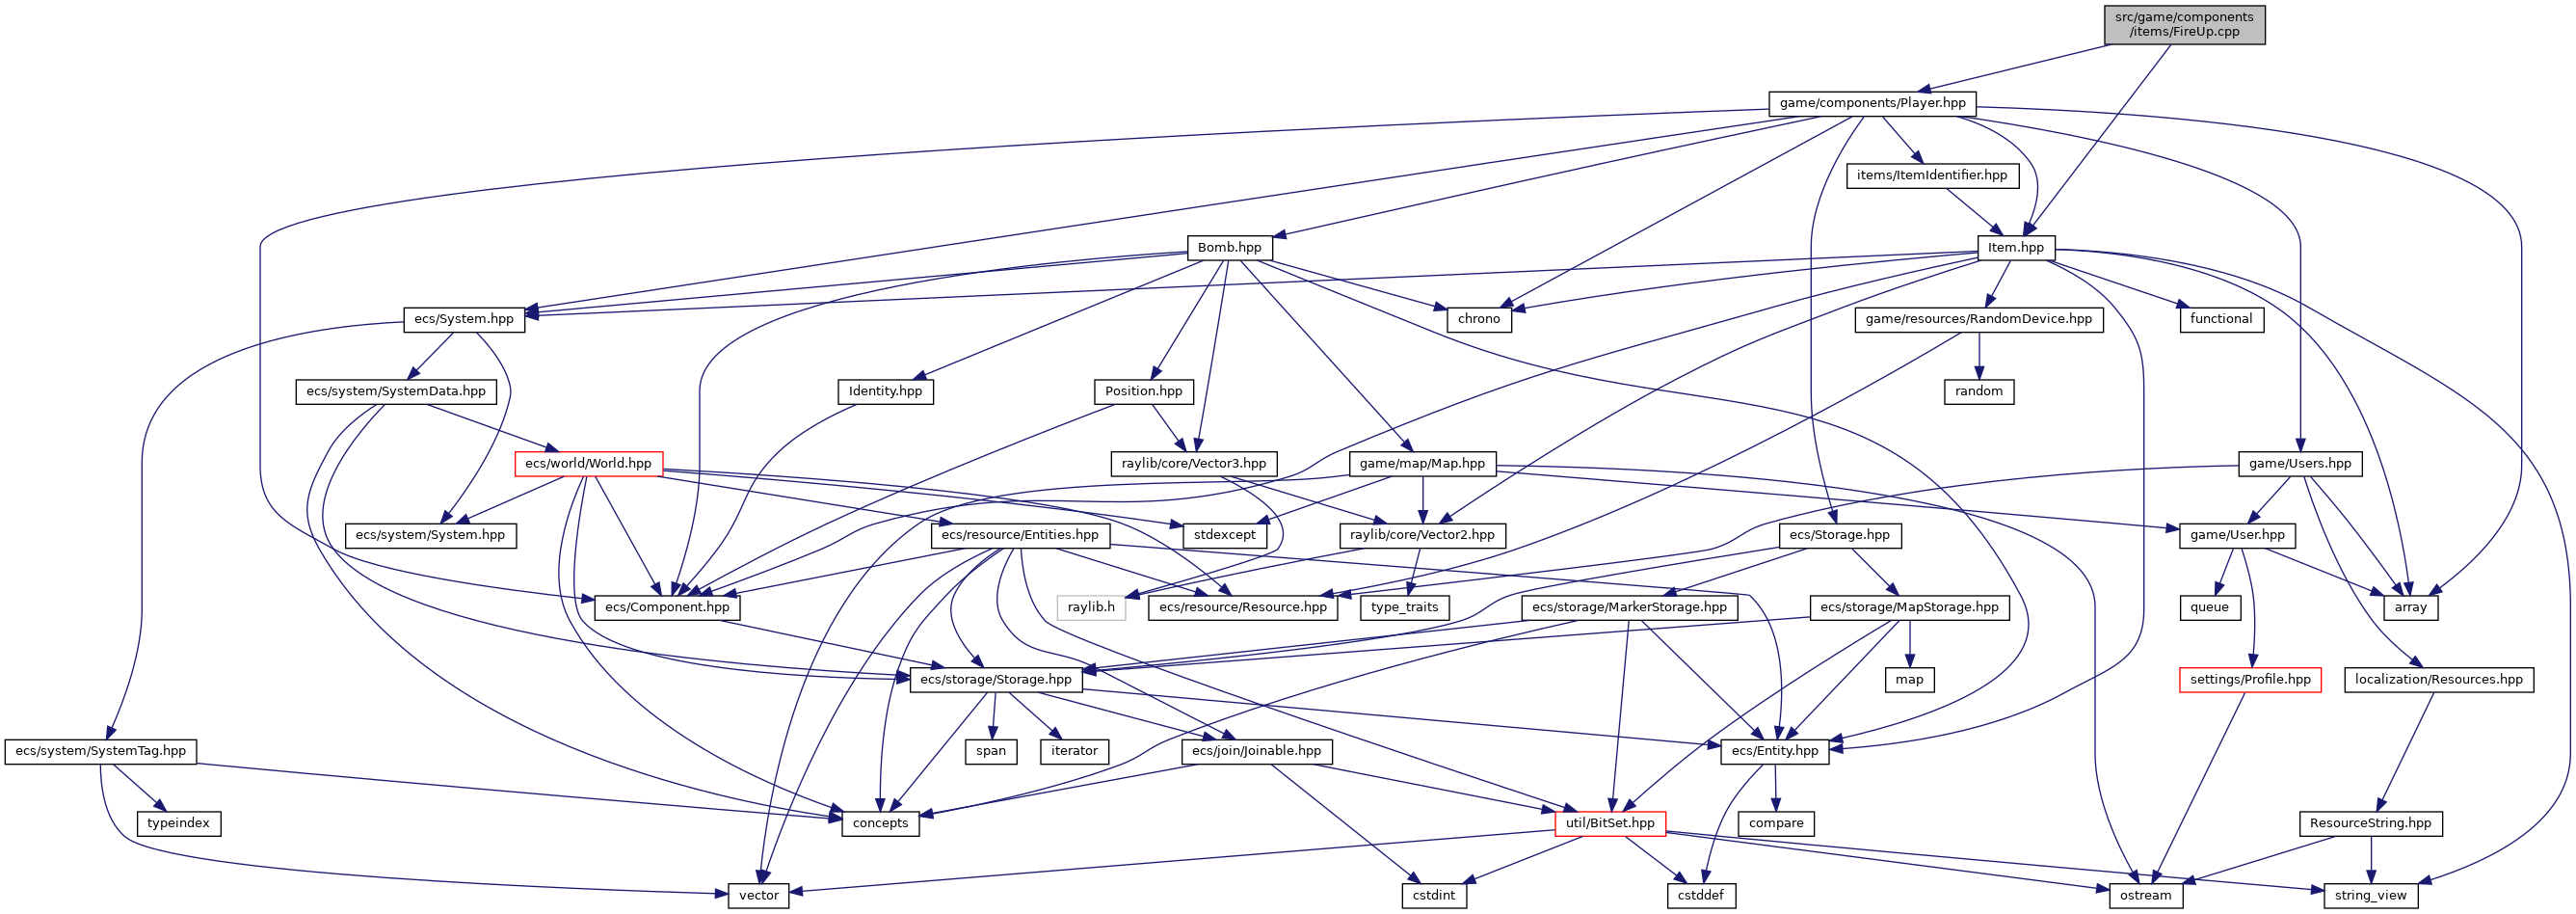 src/game/components
/items/FireUp.cpp
game/components/Player.hpp
items/ItemIdentifier.hpp
Bomb.hpp
Item.hpp
ecs/System.hpp
chrono
game/resources/RandomDevice.hpp
functional
ecs/system/SystemData.hpp
Identity.hpp
Position.hpp
random
ecs/world/World.hpp
raylib/core/Vector3.hpp
game/map/Map.hpp
game/Users.hpp
ecs/system/System.hpp
ecs/resource/Entities.hpp
stdexcept
raylib/core/Vector2.hpp
ecs/Storage.hpp
game/User.hpp
ecs/Component.hpp
raylib.h
ecs/resource/Resource.hpp
type_traits
ecs/storage/MarkerStorage.hpp
ecs/storage/MapStorage.hpp
queue
array
ecs/storage/Storage.hpp
map
settings/Profile.hpp
localization/Resources.hpp
ecs/system/SystemTag.hpp
span
iterator
ecs/join/Joinable.hpp
ecs/Entity.hpp
typeindex
concepts
util/BitSet.hpp
compare
ResourceString.hpp
vector
cstdint
cstddef
ostream
string_view